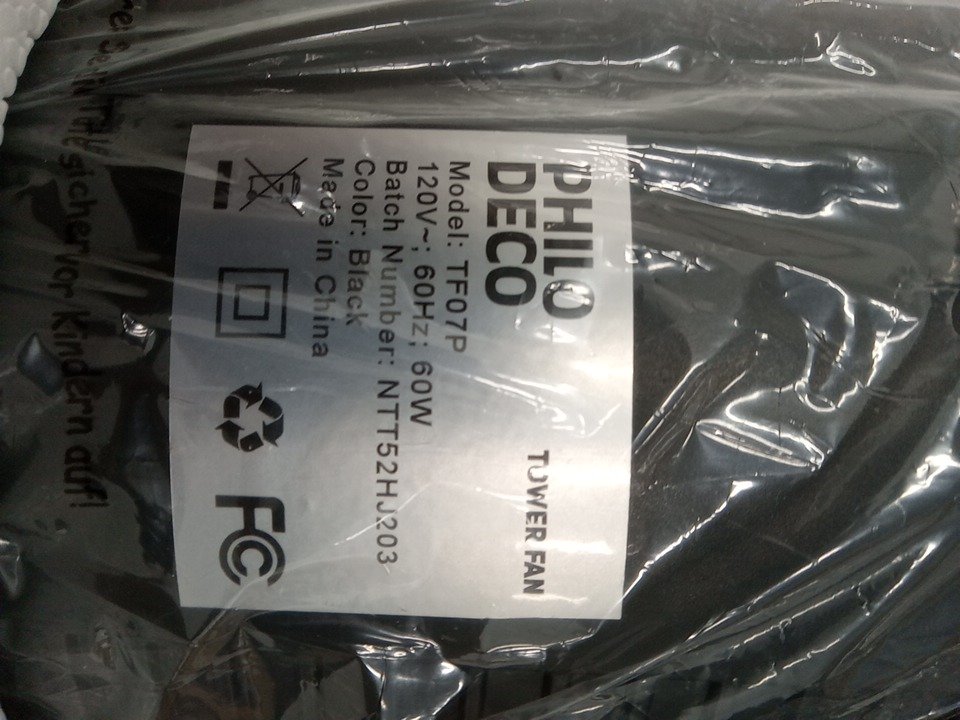 PHILO
DECO
TOWER FAN
Model: TF07P
120V~; 60Hz; 60W
Batch Number: NTT52HJ203
Color: Black
Made in China
FC
sicher vor Kindern auf!